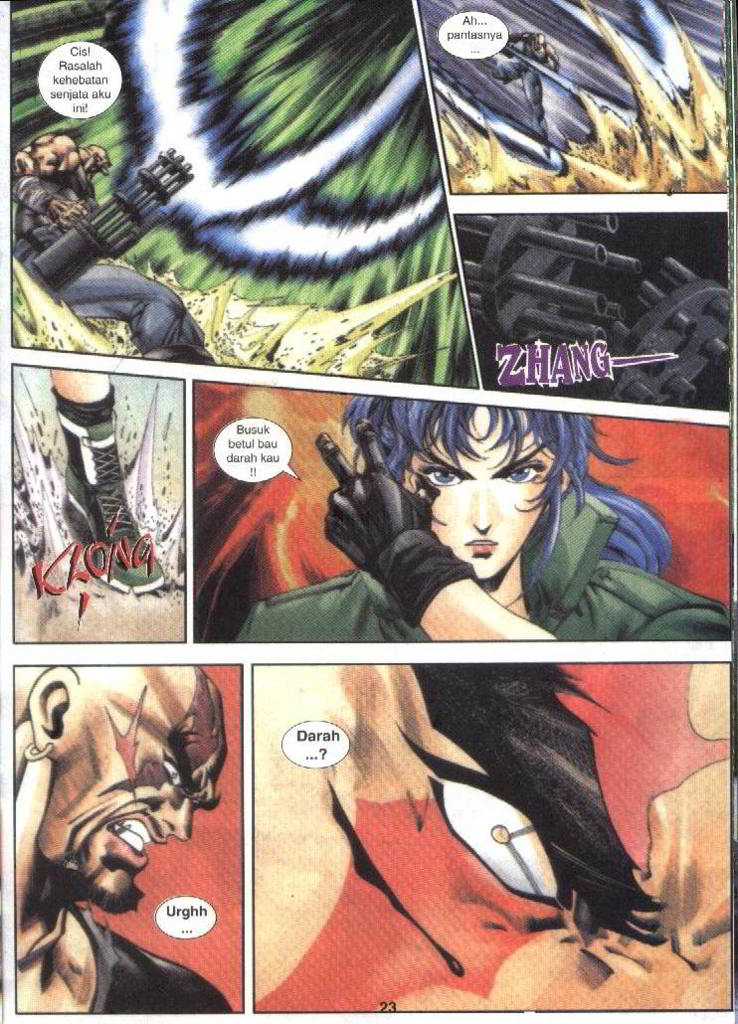 Cis!
Rasalah
kehebatan
senjata aku
ini!
Ah...
pantasnya
...
ZHANG
KLONG
Busuk
betul bau
darah kau
!!
Urghh
...
Darah
...?
23